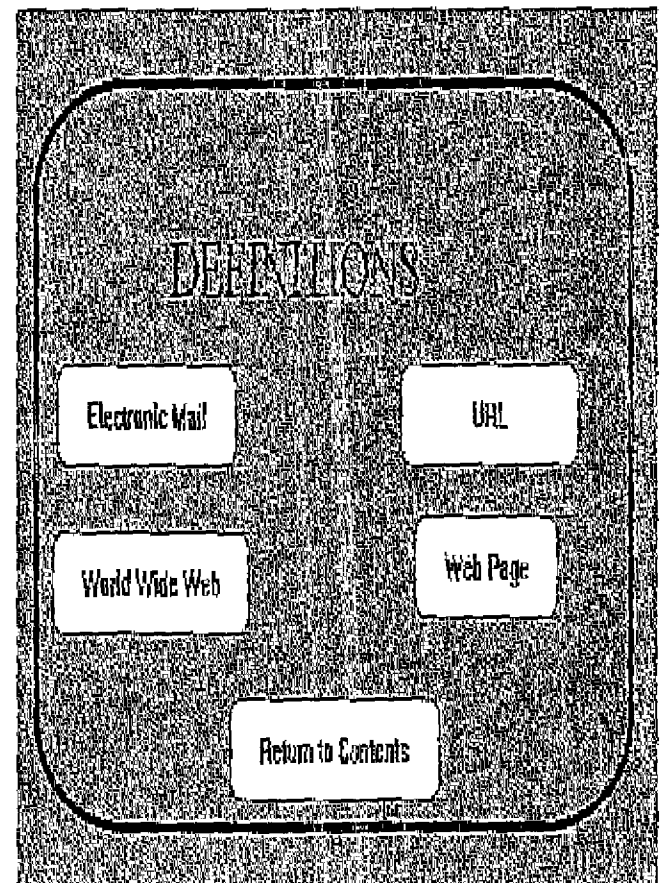 DEFINITIONS
Electronic Mail
URL
World Wide Web
Web Page
Return to Contents